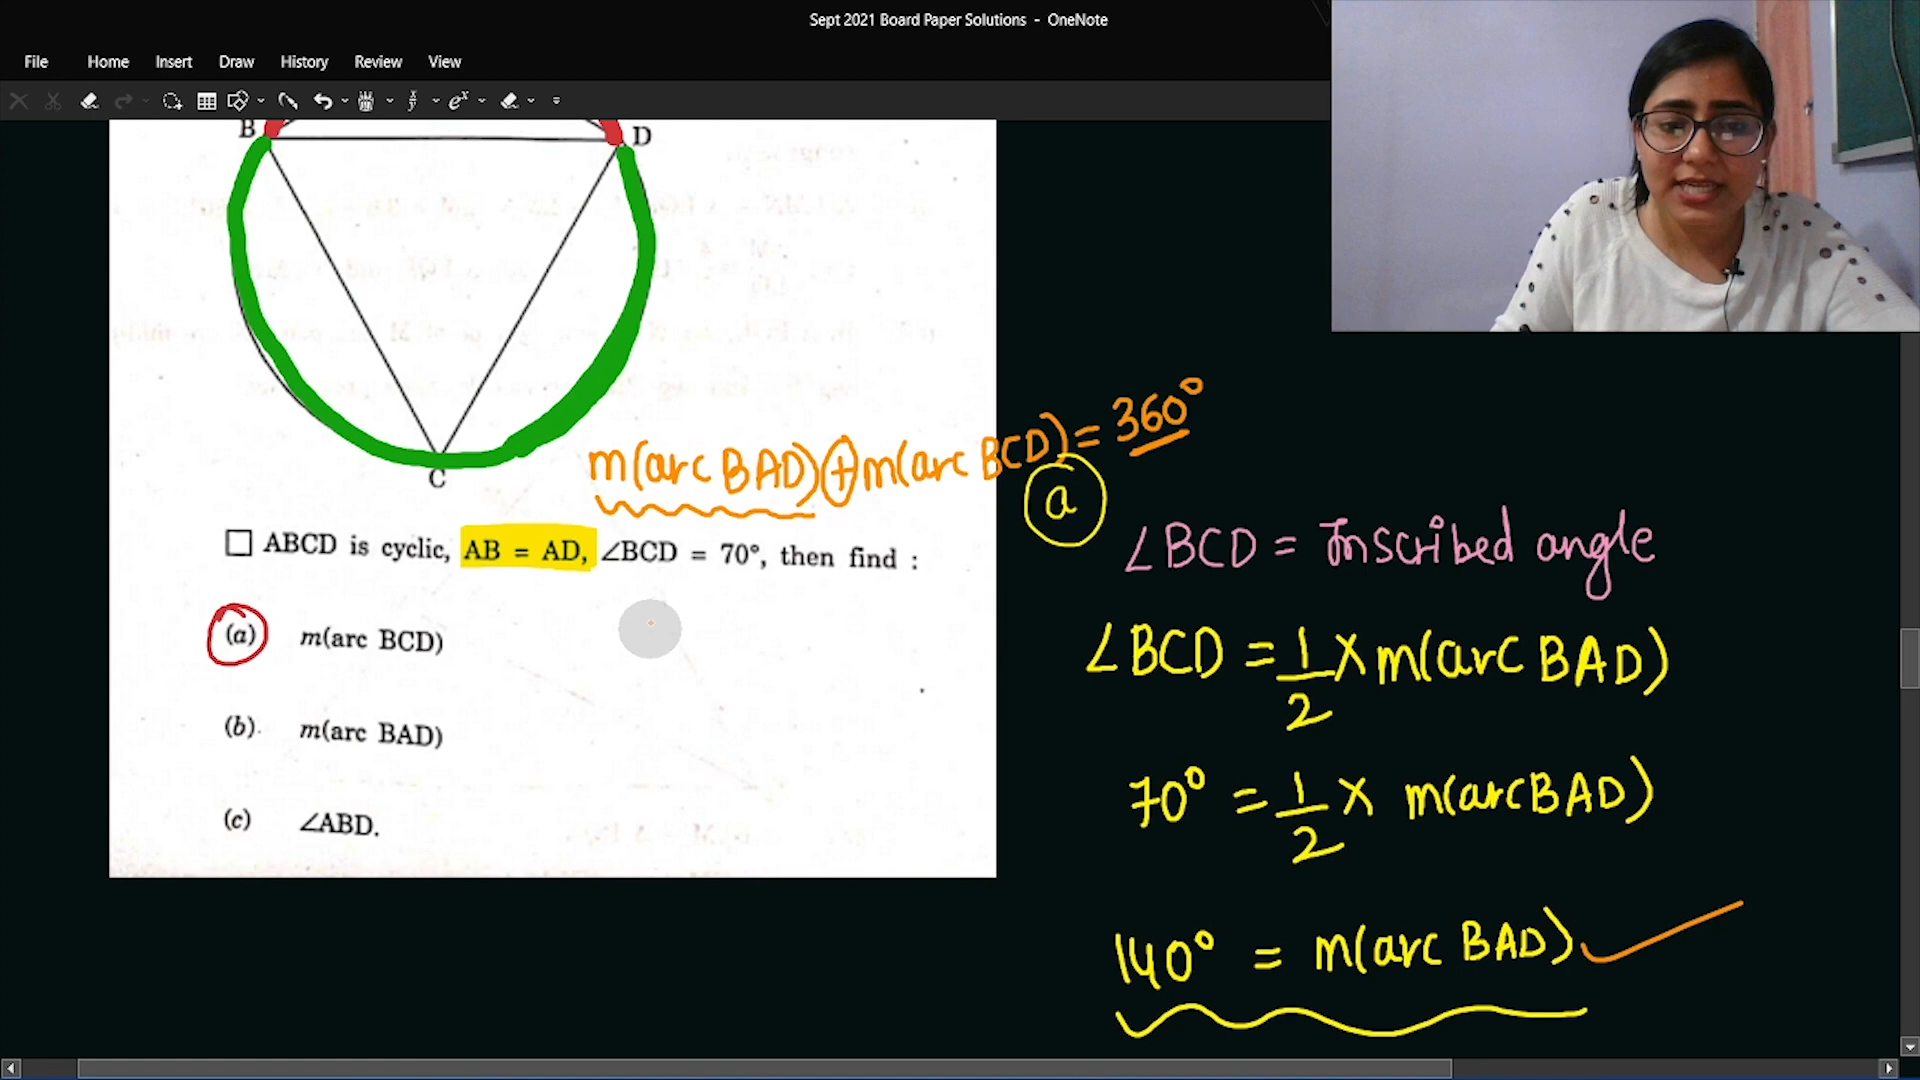 Sept 2021 Board Paper Solutions - OneNote
File Home Insert Draw History Review View
B
D
C
m(arc BAD) + m(arc BCD) = 360°
a
□ ABCD is cyclic, AB = AD, ∠BCD = 70°, then find :
(a) m(arc BCD)
(b) m(arc BAD)
(c) ∠ABD.
∠BCD = Inscribed angle
∠BCD = 1/2 × m(arc BAD)
70° = 1/2 × m(arc BAD)
140° = m(arc BAD)